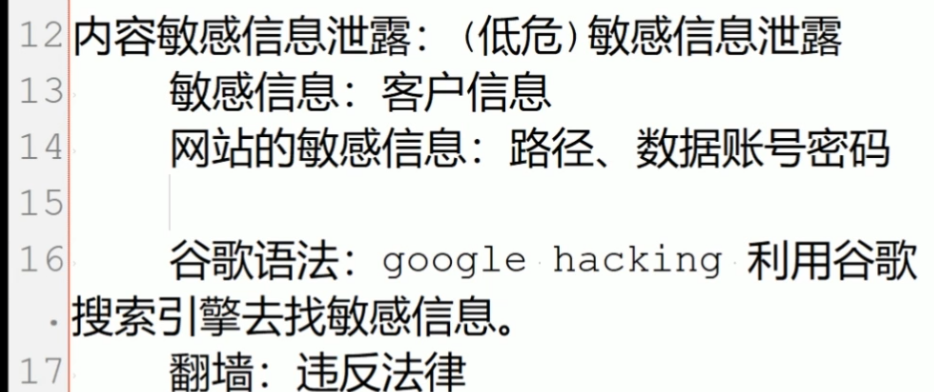 12 内容敏感信息泄露：（低危）敏感信息泄露
13 敏感信息：客户信息
14 网站的敏感信息：路径、数据账号密码
15
16 谷歌语法：google hacking 利用谷歌
搜索引擎去找敏感信息。
17 翻墙：违反法律